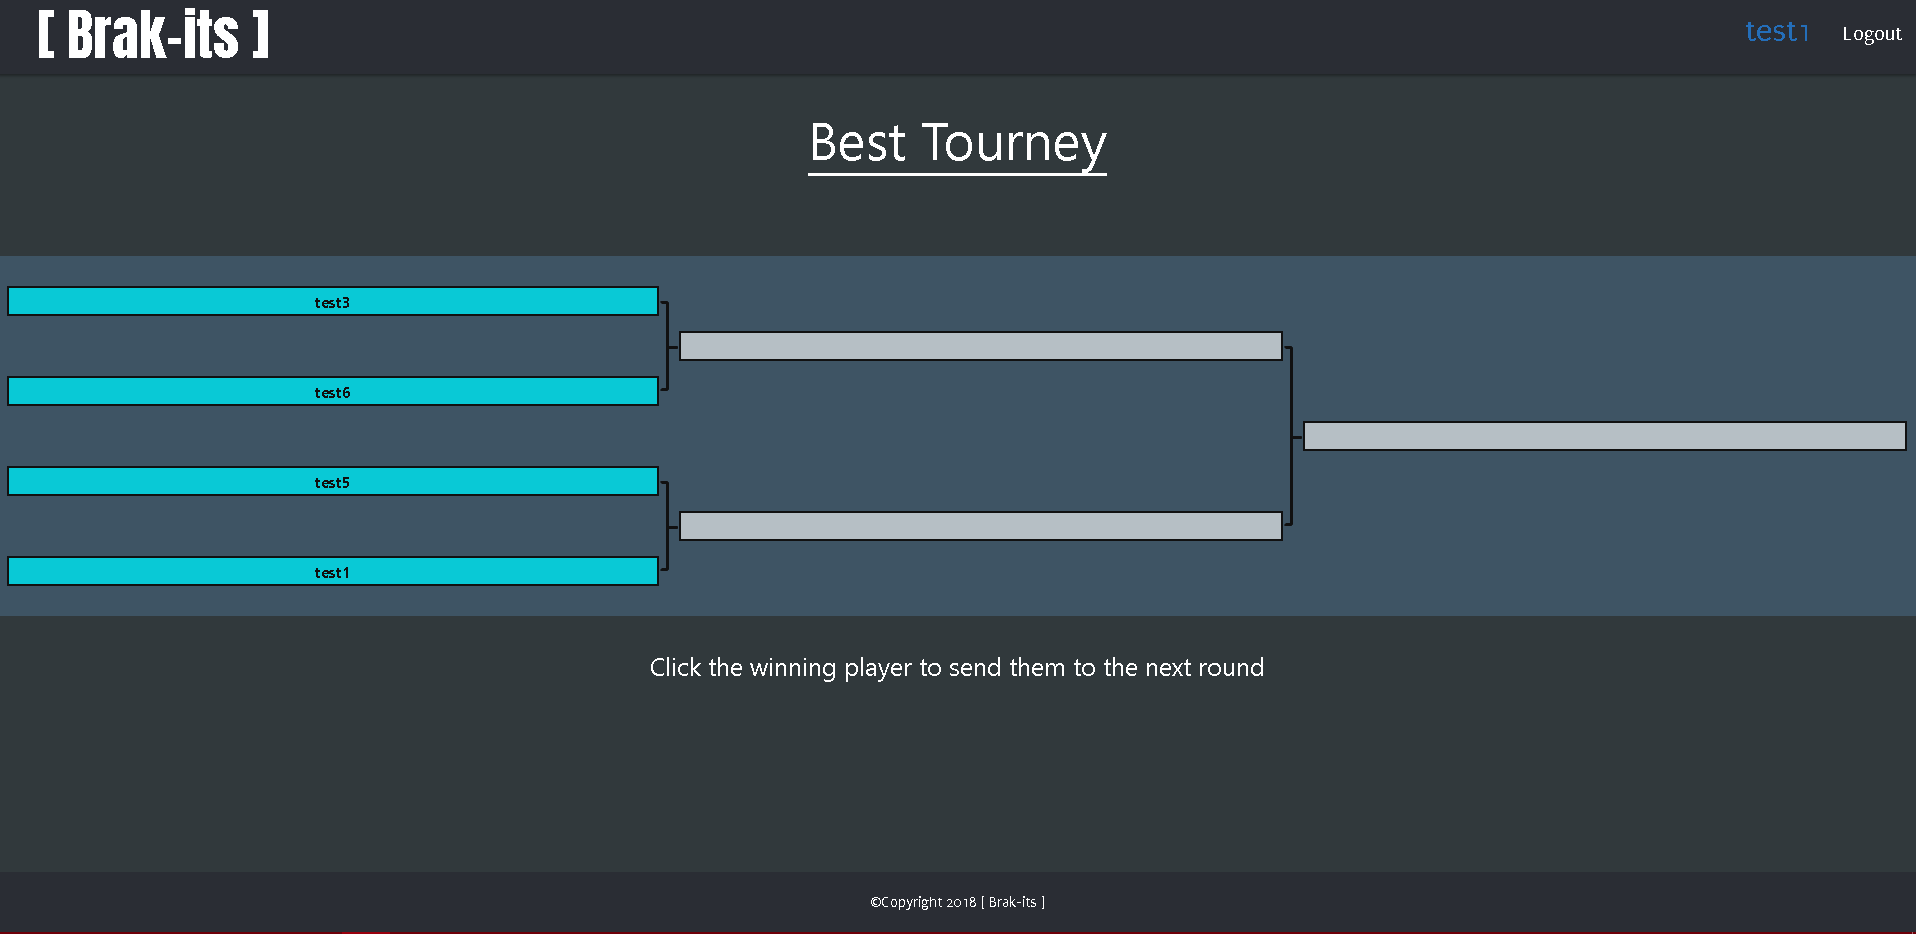 [ Brak-its ]
test1 Logout
Best Tourney
test3
test6
test5
test1
Click the winning player to send them to the next round
©Copyright 2018 [ Brak-its ]